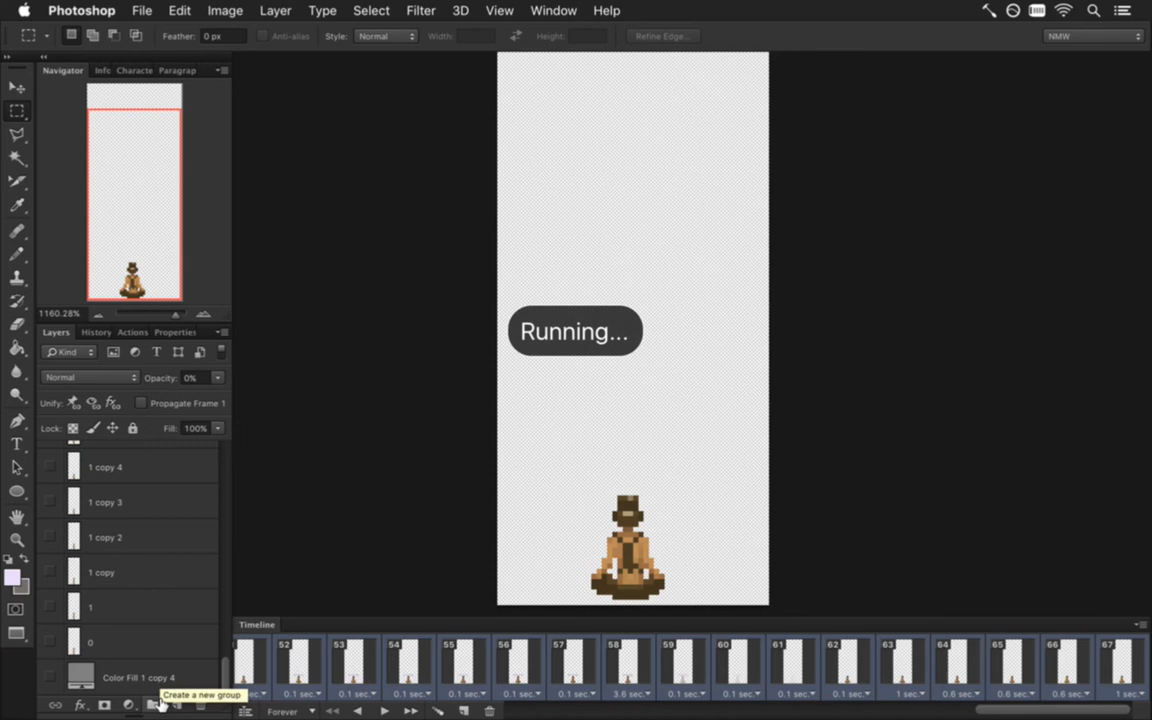 Photoshop File Edit Image Layer Type Select Filter 3D View Window Help
Feather: 0 px Anti-alias Style: Normal Width: Height: Refine Edge... NMW
Navigator Info Characte Paragrap
1160.28%
Layers History Actions Properties
Kind
Normal Opacity: 0%
Unify: Propagate Frame 1
Lock: Fill: 100%
1 copy 4
1 copy 3
1 copy 2
1 copy
1
0
Color Fill 1 copy 4
Create a new group
Running...
Timeline
52 53 54 55 56 57 58 59 60 61 62 63 64 65 66 67
sec. 0.1 sec. 0.1 sec. 0.1 sec. 0.1 sec. 0.1 sec. 0.1 sec. 3.6 sec. 0.1 sec. 0.1 sec. 0.1 sec. 0.1 sec. 1 sec. 0.6 sec. 0.6 sec. 0.6 sec. 1 sec.
Forever